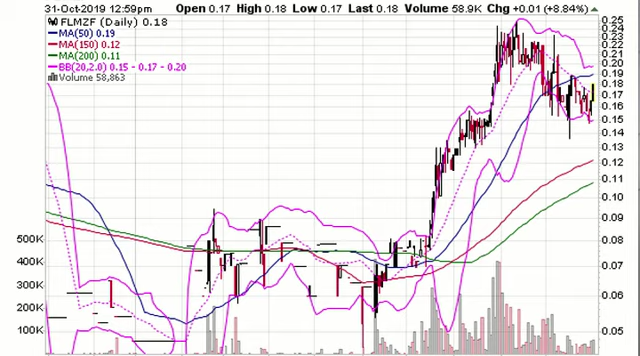 31-Oct-2019 12:59pm Open 0.17 High 0.18 Low 0.17 Last 0.18 Volume 58.9K Chg +0.01 (+8.84%)
FLMZF (Daily) 0.18
MA(50) 0.19
MA(150) 0.12
MA(200) 0.11
BB(20,2.0) 0.15 - 0.17 - 0.20
Volume 58,863
0.25
0.24
0.23
0.22
0.21
0.20
0.19
0.18
0.17
0.16
0.15
0.14
0.13
0.12
0.11
0.10
0.09
0.08
0.07
0.06
0.05
500K
400K
300K
200K
100K